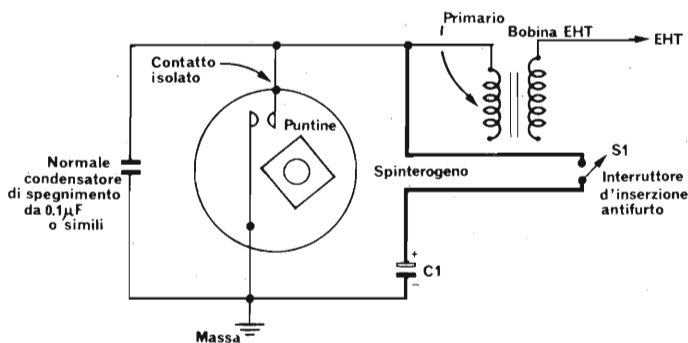 Primario
Bobina EHT
EHT
Contatto
isolato
Puntine
Normale
condensatore
di spegnimento
da 0.1µF
o simili
Spinterogeno
S1
Interruttore
d'inserzione
antifurto
+
C1
−
Massa